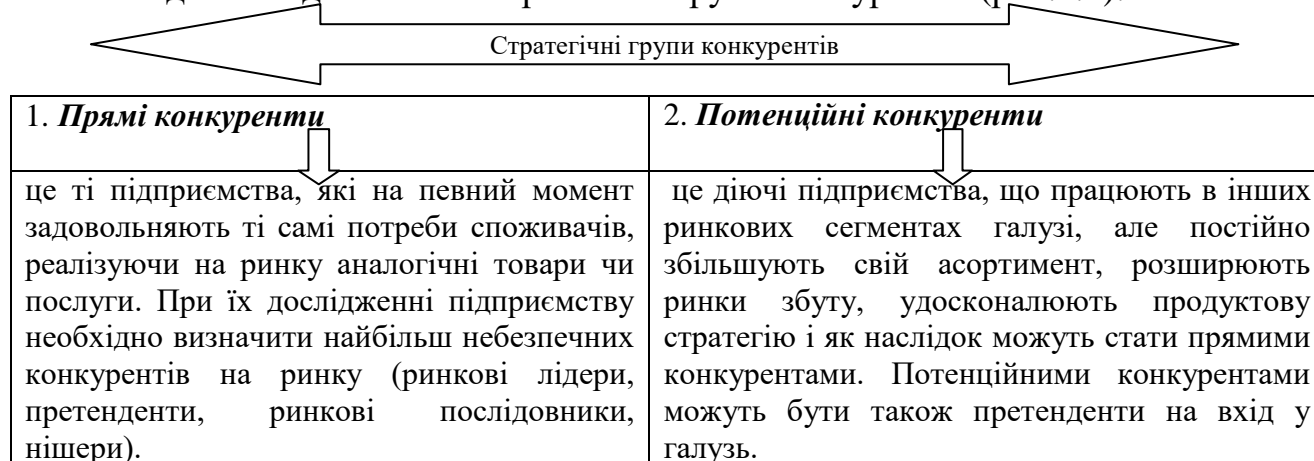 Стратегічні групи конкурентів
1. Прямі конкуренти
це ті підприємства, які на певний момент
задовольняють ті самі потреби споживачів,
реалізуючи на ринку аналогічні товари чи
послуги. При їх дослідженні підприємству
необхідно визначити найбільш небезпечних
конкурентів на ринку (ринкові лідери,
претенденти, ринкові послідовники,
нішери).
2. Потенційні конкуренти
це діючі підприємства, що працюють в інших
ринкових сегментах галузі, але постійно
збільшують свій асортимент, розширюють
ринки збуту, удосконалюють продуктову
стратегію і як наслідок можуть стати прямими
конкурентами. Потенційними конкурентами
можуть бути також претенденти на вхід у
галузь.